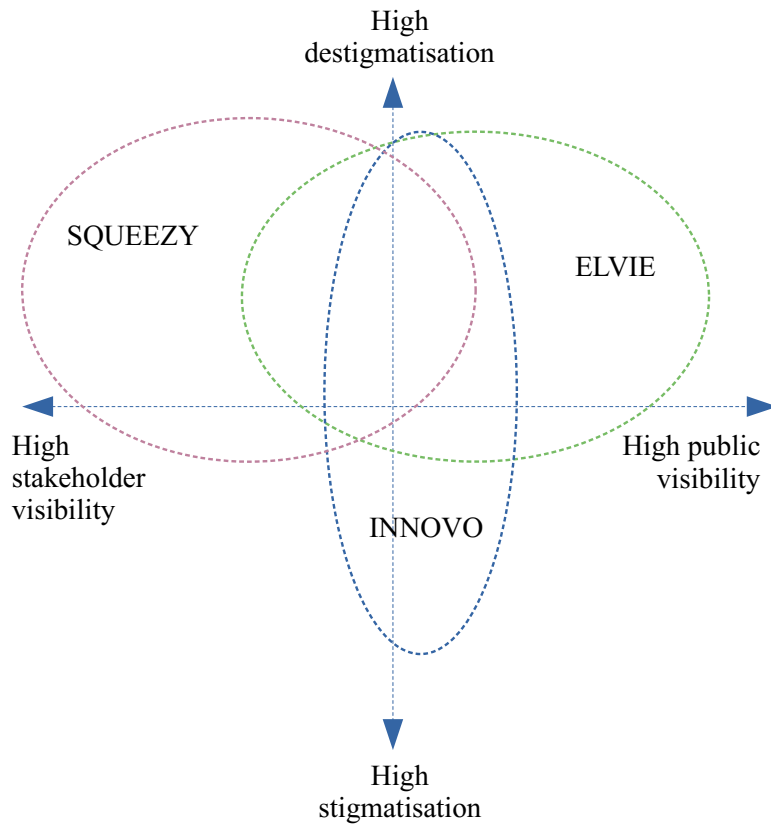 High
destigmatisation
SQUEEZY
ELVIE
High
stakeholder
visibility
High public
visibility
INNOVO
High
stigmatisation